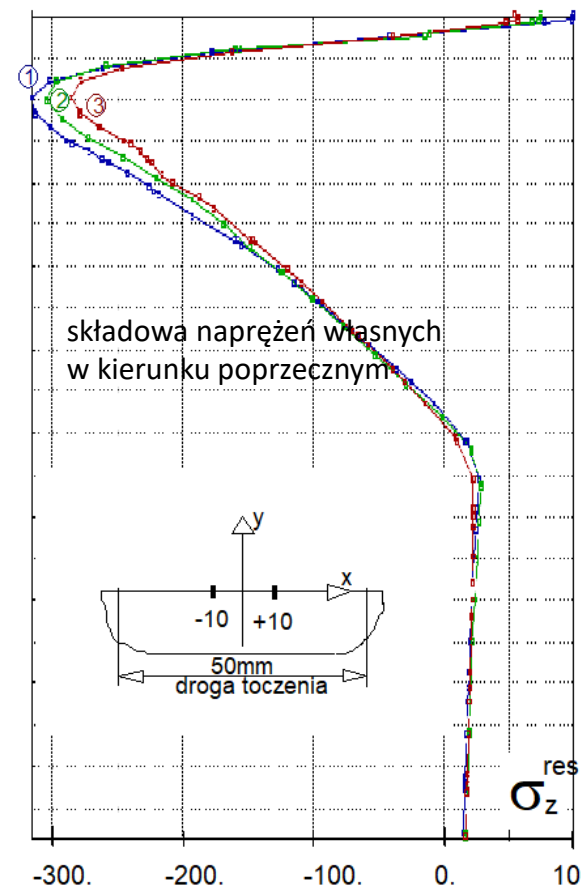 1
2
3
składowa naprężeń własnych
w kierunku poprzecznym
y
x
-10 +10
50mm
droga toczenia
σz res
-300. -200. -100. 0. 10